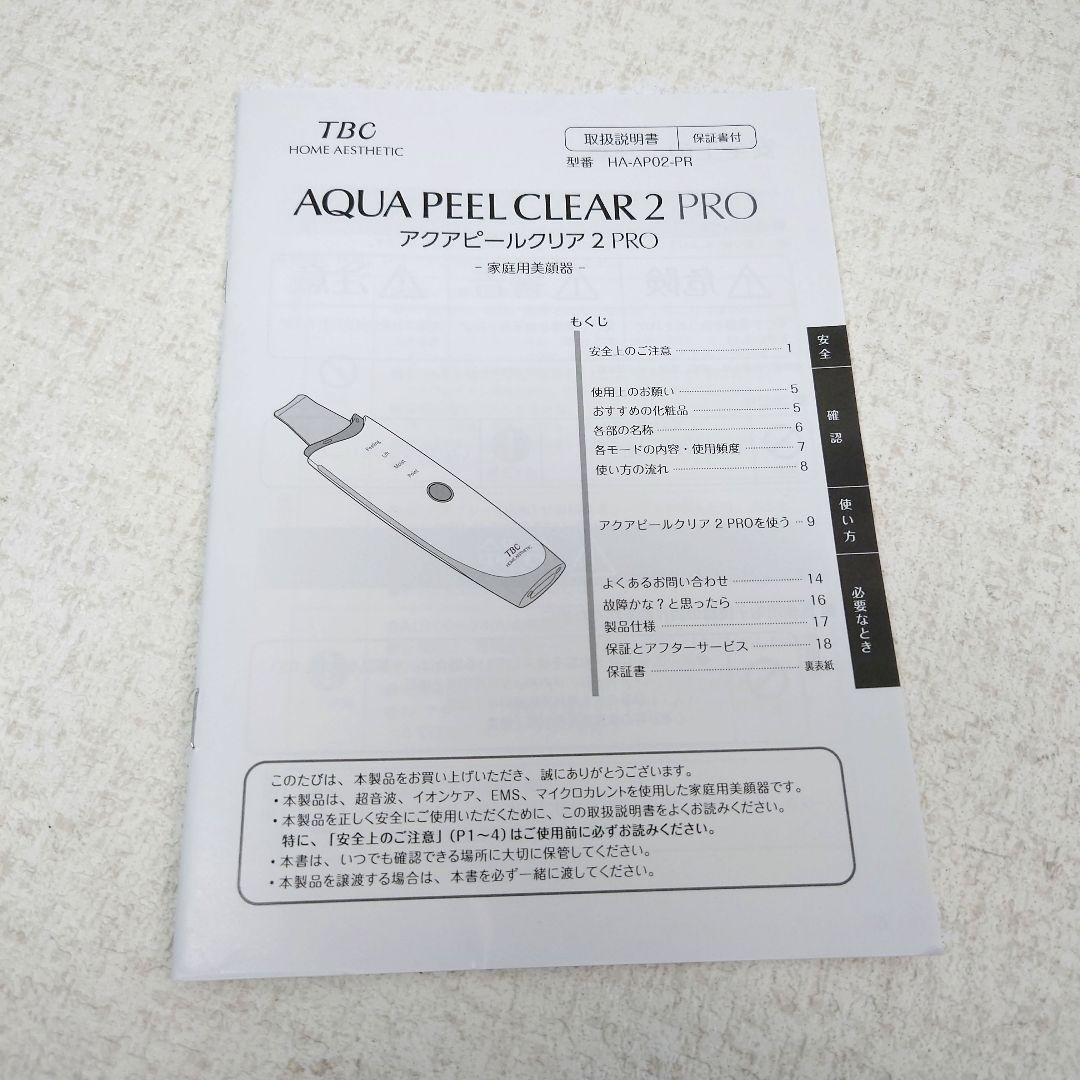 TBC
HOME AESTHETIC
取扱説明書 保証書付
型番 HA-AP02-PR
AQUA PEEL CLEAR 2 PRO
アクアピールクリア 2 PRO
- 家庭用美顔器 -
もくじ
安全上のご注意 1
使用上のお願い 5
おすすめの化粧品 5
各部の名称 6
各モードの内容・使用頻度 7
使い方の流れ 8
アクアピールクリア 2 PROを使う 9
よくあるお問い合わせ 14
故障かな？と思ったら 16
製品仕様 17
保証とアフターサービス 18
保証書 裏表紙
安全
確認
使い方
必要なとき
Peeling
Lift
Moist
Point
TBC
HOME AESTHETIC
このたびは、本製品をお買い上げいただき、誠にありがとうございます。
・本製品は、超音波、イオンケア、EMS、マイクロカレントを使用した家庭用美顔器です。
・本製品を正しく安全にご使用いただくために、この取扱説明書をよくお読みください。
特に、「安全上のご注意」（P1～4）はご使用前に必ずお読みください。
・本書は、いつでも確認できる場所に大切に保管してください。
・本製品を譲渡する場合は、本書を必ず一緒に渡してください。